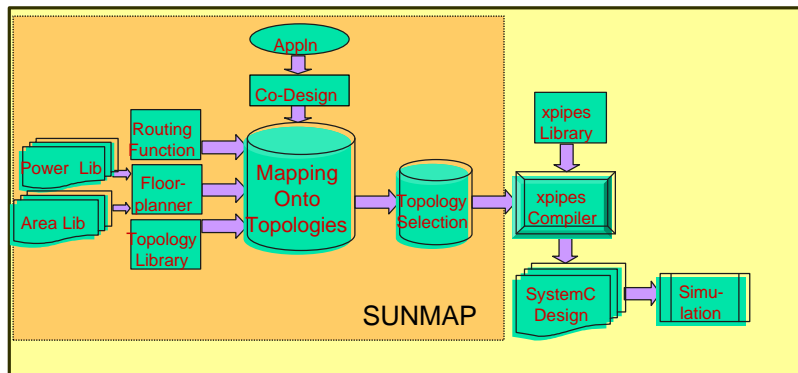 Appln
Co-Design
xpipes
Library
Routing
Function
Power Lib
Floor-
planner
Mapping
Onto
Topologies
Topology
Selection
xpipes
Compiler
Area Lib
Topology
Library
SystemC
Design
Simu-
lation
SUNMAP